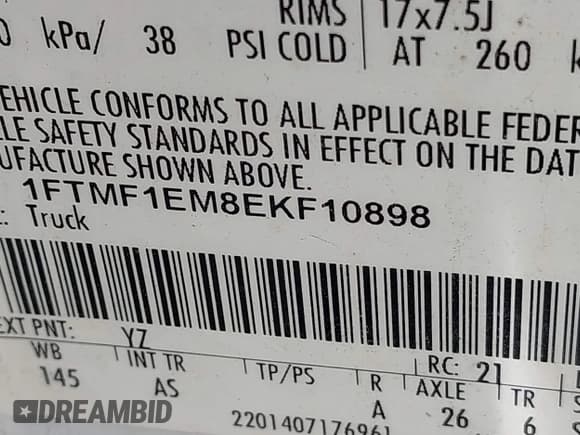 RIMS 17x7.5J
0 kPa/ 38 PSI COLD AT 260
EHICLE CONFORMS TO ALL APPLICABLE FEDER
LE SAFETY STANDARDS IN EFFECT ON THE DAT
UFACTURE SHOWN ABOVE.
1FTMF1EM8EKF10898
: Truck
EXT PNT: YZ RC: 21
WB INT TR TP/PS R AXLE TR
145 AS A 26 6
2201407176961
DREAMBID